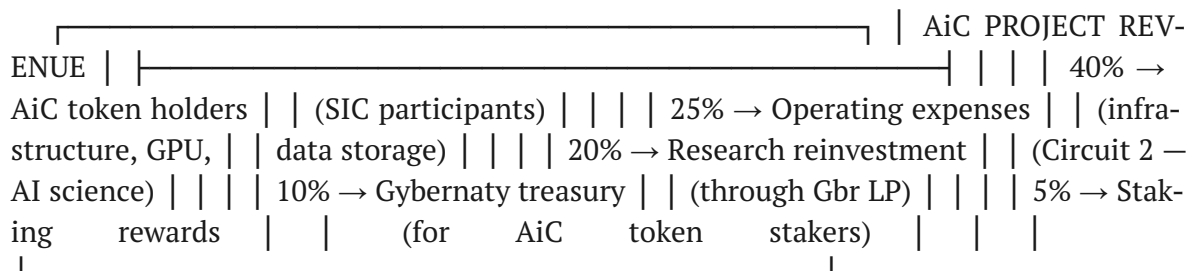 ┌──────────────────────────┐ │ AiC PROJECT REV-
ENUE │ ├──────────────────────────┤ │ │ │ 40% →
AiC token holders │ │ (SIC participants) │ │ │ │ 25% → Operating expenses │ │ (infra-
structure, GPU, │ │ data storage) │ │ │ │ 20% → Research reinvestment │ │ (Circuit 2 —
AI science) │ │ │ │ 10% → Gybernaty treasury │ │ (through Gbr LP) │ │ │ │ 5% → Stak-
ing rewards │ │ (for AiC token stakers) │ │ │